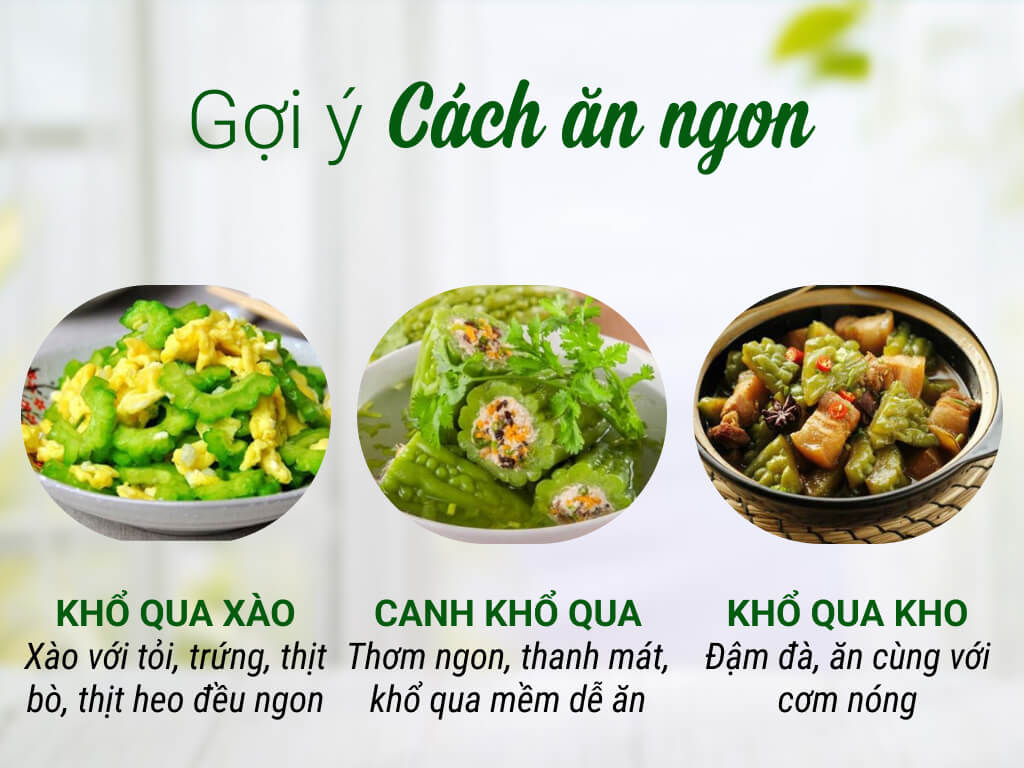 Gợi ý Cách ăn ngon
KHỔ QUA XÀO
Xào với tỏi, trứng, thịt
bò, thịt heo đều ngon
CANH KHỔ QUA
Thơm ngon, thanh mát,
khổ qua mềm dễ ăn
KHỔ QUA KHO
Đậm đà, ăn cùng với
cơm nóng